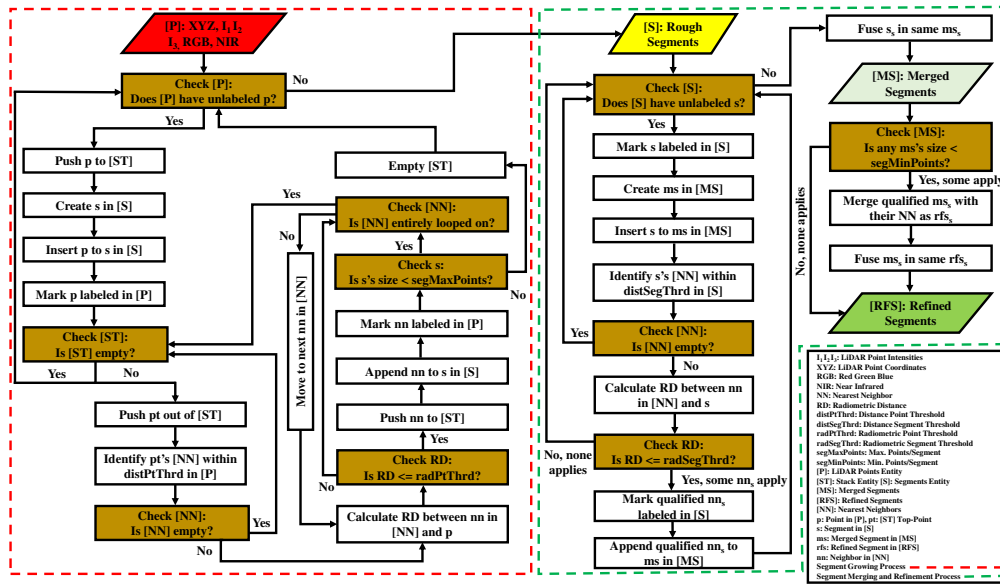 [P]: XYZ, I1 I2
I3, RGB, NIR
Check [P]:
Does [P] have unlabeled p?
No
Yes
Push p to [ST]
Create s in [S]
Insert p to s in [S]
Mark p labeled in [P]
Check [ST]:
Is [ST] empty?
Yes
No
Push pt out of [ST]
Identify pt's [NN] within
distPtThrd in [P]
Check [NN]:
Is [NN] empty?
Yes
No
Empty [ST]
Yes
Check [NN]:
Is [NN] entirely looped on?
No
Yes
Move to next nn in [NN]
Check s:
Is s's size < segMaxPoints?
No
Mark nn labeled in [P]
Append nn to s in [S]
Push nn to [ST]
Yes
Check RD:
Is RD <= radPtThrd?
No
Calculate RD between nn in
[NN] and p
[S]: Rough
Segments
Check [S]:
Does [S] have unlabeled s?
No
Yes
Mark s labeled in [S]
Create ms in [MS]
Insert s to ms in [MS]
Identify s's [NN] within
distSegThrd in [S]
Yes
Check [NN]:
Is [NN] empty?
No
Calculate RD between nn
in [NN] and s
Check RD:
Is RD <= radSegThrd?
No, none
applies
Yes, some nns apply
Mark qualified nns
labeled in [S]
Append qualified nns to
ms in [MS]
Fuse ss in same mss
[MS]: Merged
Segments
Check [MS]:
Is any ms's size <
segMinPoints?
Yes, some apply
No, none applies
Merge qualified mss with
their NN as rfss
Fuse mss in same rfss
[RFS]: Refined
Segments
I1 I2 I3: LiDAR Point Intensities
XYZ: LiDAR Point Coordinates
RGB: Red Green Blue
NIR: Near Infrared
NN: Nearest Neighbor
RD: Radiometric Distance
distPtThrd: Distance Point Threshold
distSegThrd: Distance Segment Threshold
radPtThrd: Radiometric Point Threshold
radSegThrd: Radiometric Segment Threshold
segMaxPoints: Max. Points/Segment
segMinPoints: Min. Points/Segment
[P]: LiDAR Points Entity
[ST]: Stack Entity [S]: Segments Entity
[MS]: Merged Segments
[RFS]: Refined Segments
[NN]: Nearest Neighbors
p: Point in [P], pt: [ST] Top-Point
s: Segment in [S]
ms: Merged Segment in [MS]
rfs: Refined Segment in [RFS]
nn: Neighbor in [NN]
Segment Growing Process
Segment Merging and Refinement Process